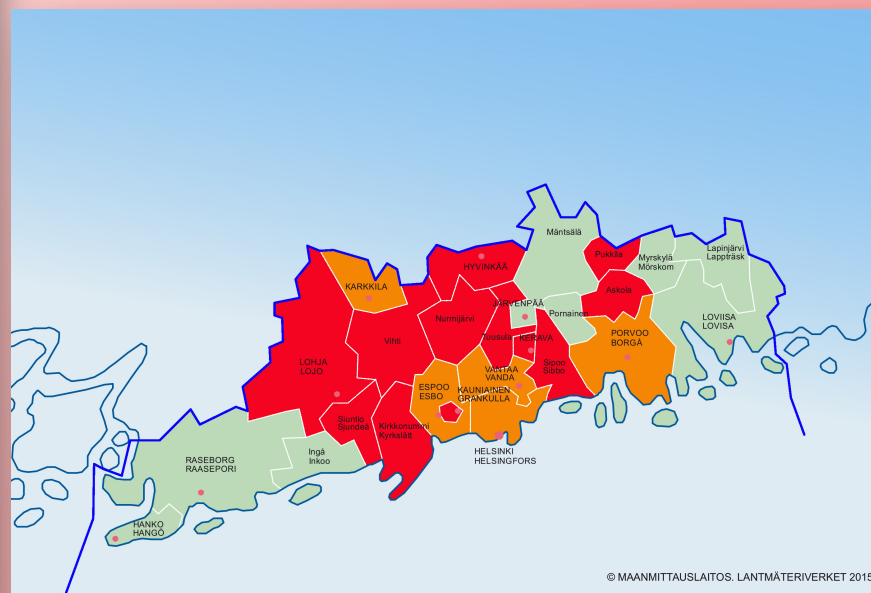 Mäntsälä
Pukkila
Myrskylä
Mörskom
Lapinjärvi
Lappträsk
HYVINKÄÄ
KARKKILA
Askola
JÄRVENPÄÄ
Pornainen
Nurmijärvi
LOVIISA
LOVISA
Tuusula
KERAVA
PORVOO
BORGÅ
Vihti
LOHJA
LOJO
Sipoo
Sibbo
VANTAA
VANDA
ESPOO
ESBO
KAUNIAINEN
GRANKULLA
Siuntio
Sjundeå
Kirkkonummi
Kyrkslätt
Ingå
Inkoo
HELSINKI
HELSINGFORS
RASEBORG
RAASEPORI
HANKO
HANGÖ
© MAANMITTAUSLAITOS. LANTMÄTERIVERKET 2015